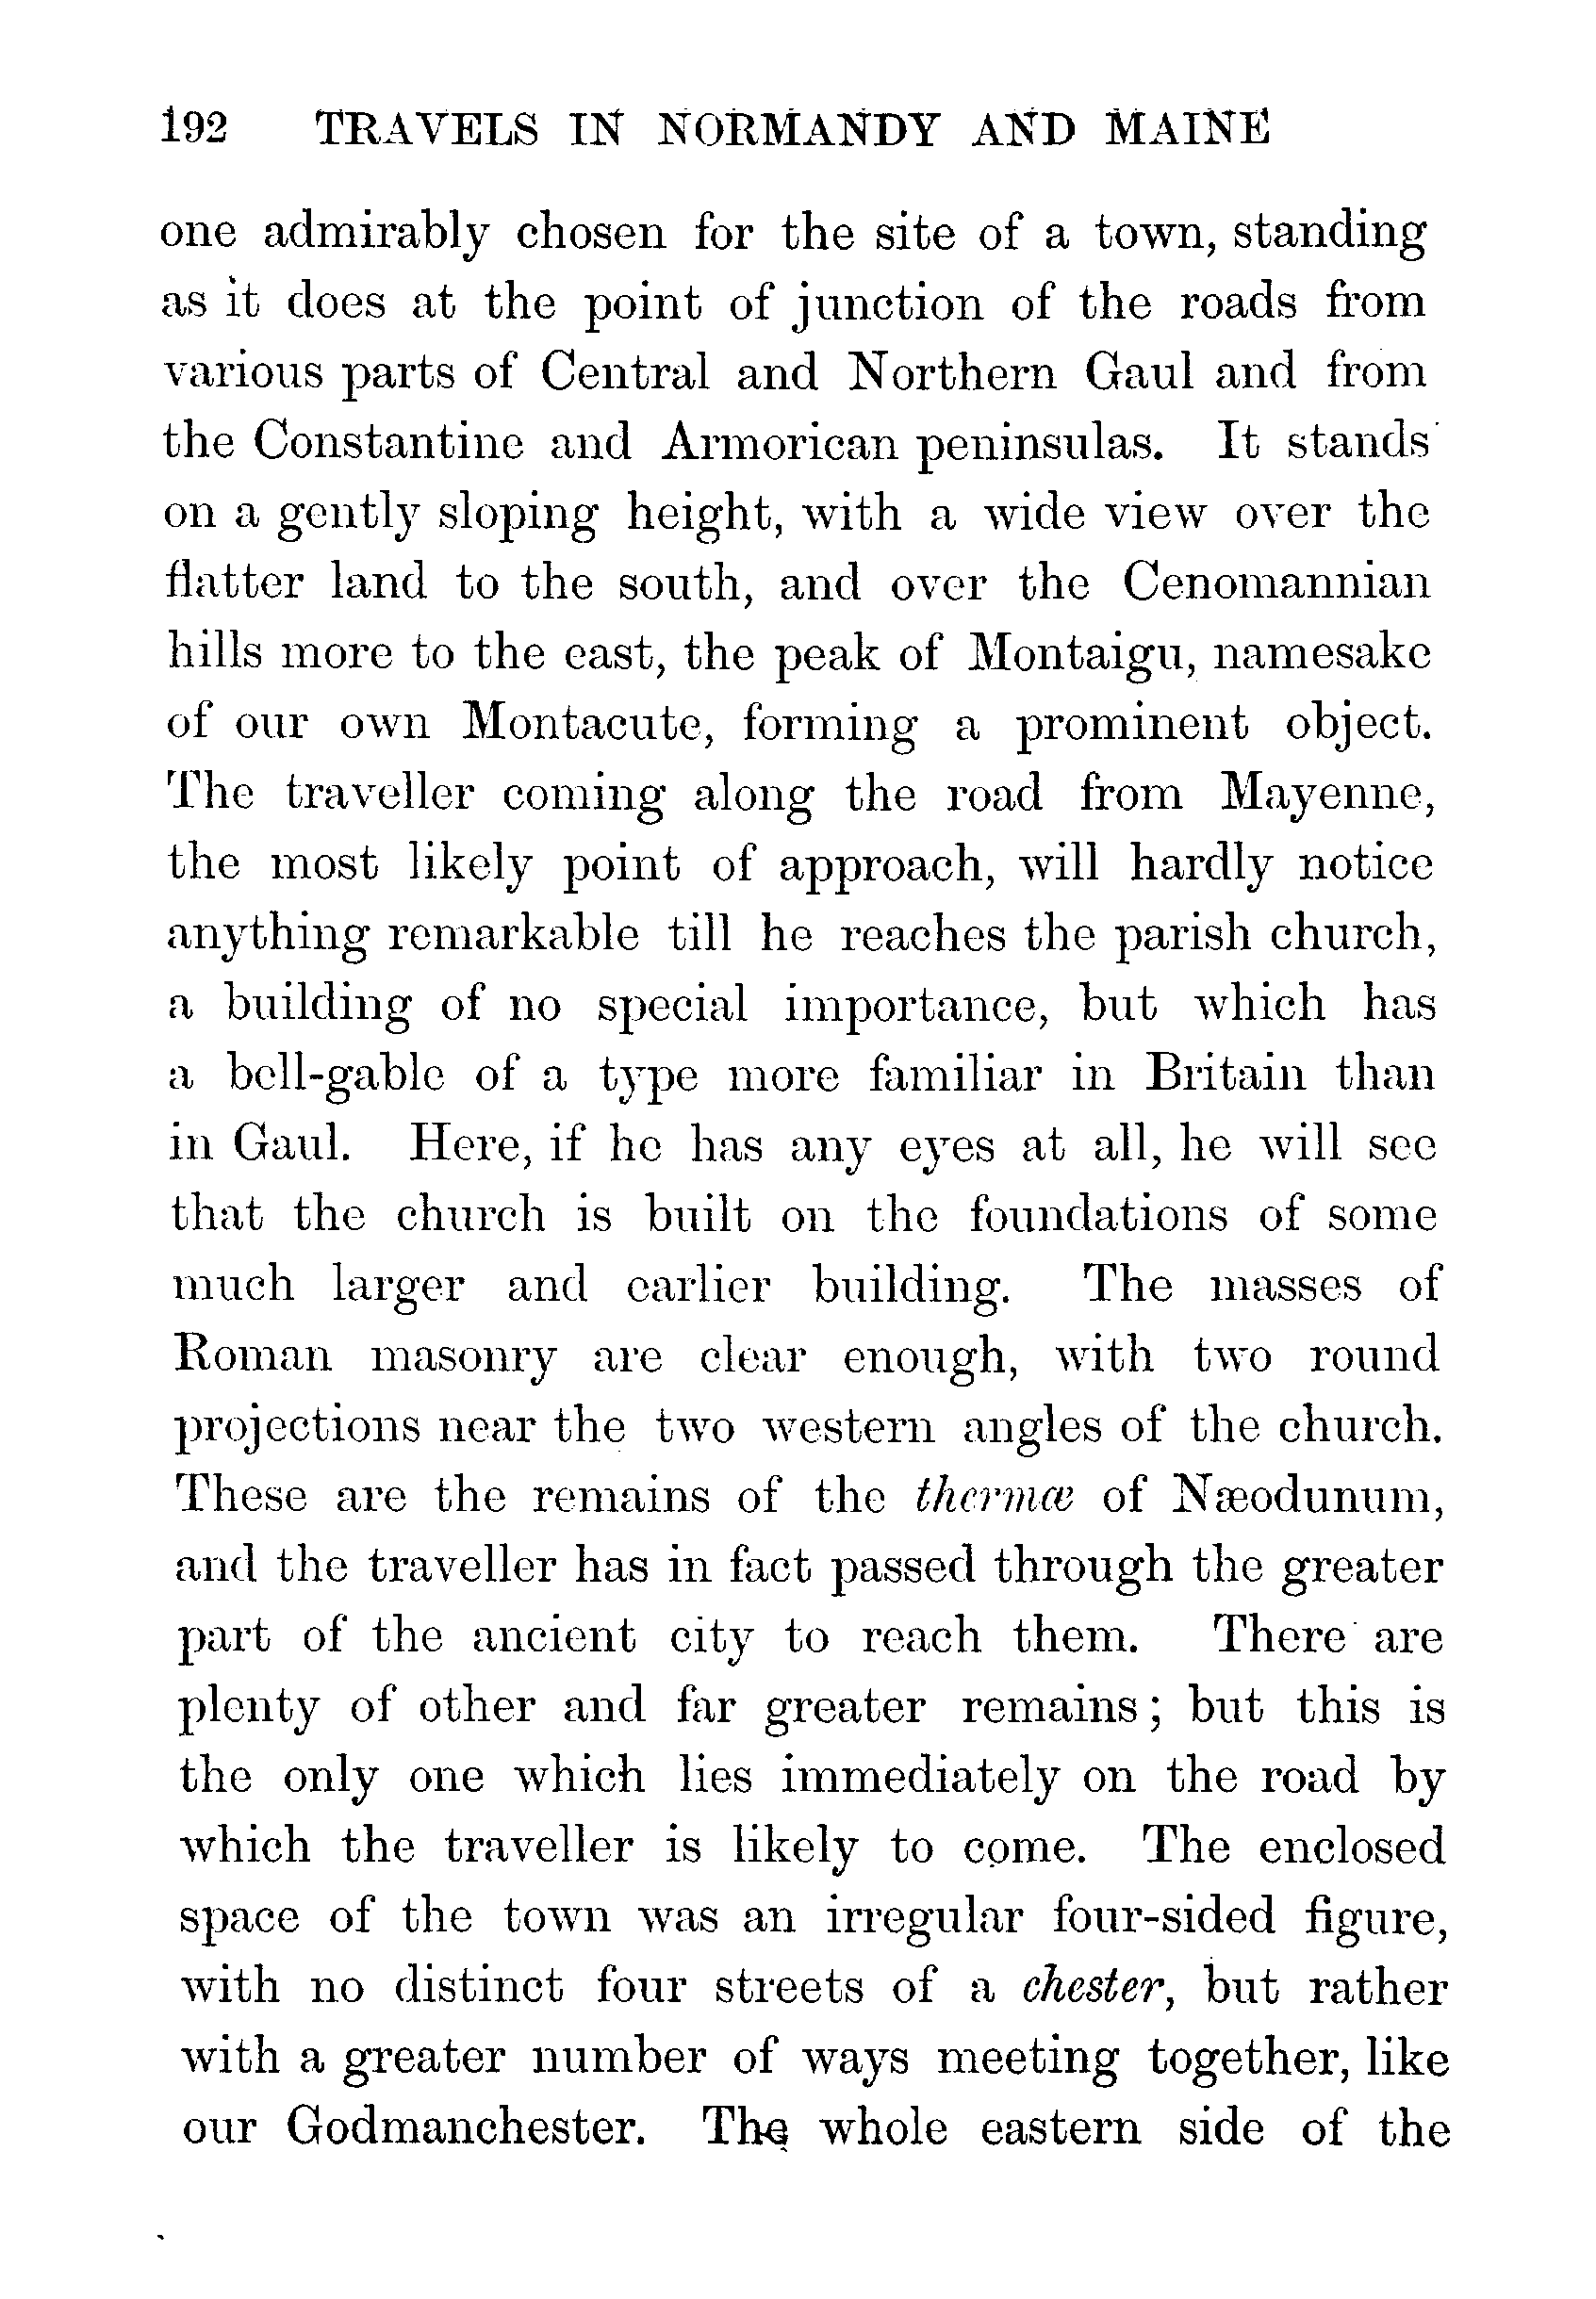 192 TRAVELS IN NORMANDY AND MAINE
one admirably chosen for the site of a town, standing
as it does at the point of junction of the roads from
various parts of Central and Northern Gaul and from
the Constantine and Armorican peninsulas. It stands
on a gently sloping height, with a wide view over the
flatter land to the south, and over the Cenomannian
hills more to the east, the peak of Montaigu, namesake
of our own Montacute, forming a prominent object.
The traveller coming along the road from Mayenne,
the most likely point of approach, will hardly notice
anything remarkable till he reaches the parish church,
a building of no special importance, but which has
a bell-gable of a type more familiar in Britain than
in Gaul. Here, if he has any eyes at all, he will see
that the church is built on the foundations of some
much larger and earlier building. The masses of
Roman masonry are clear enough, with two round
projections near the two western angles of the church.
These are the remains of the thermæ of Næodunum,
and the traveller has in fact passed through the greater
part of the ancient city to reach them. There are
plenty of other and far greater remains; but this is
the only one which lies immediately on the road by
which the traveller is likely to come. The enclosed
space of the town was an irregular four-sided figure,
with no distinct four streets of a chester, but rather
with a greater number of ways meeting together, like
our Godmanchester. The whole eastern side of the